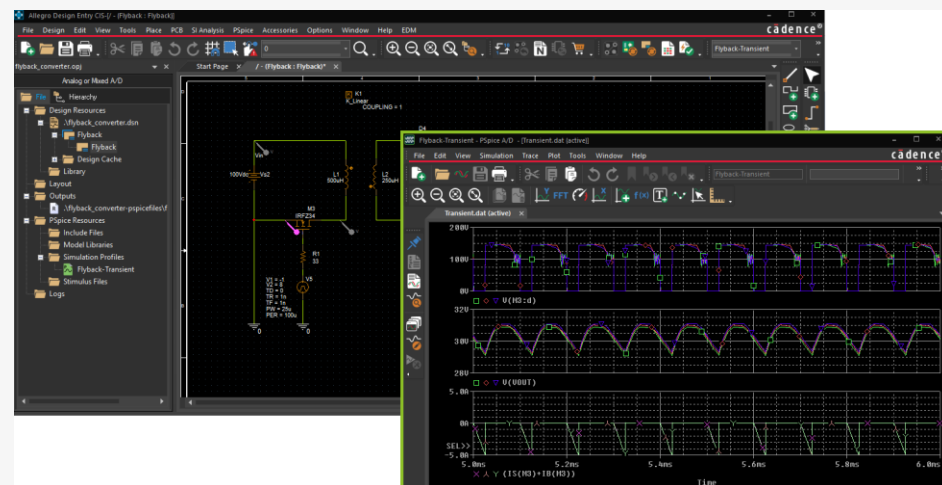 Allegro Design Entry CIS-[/ - (Flyback : Flyback)]
File Design Edit View Tools Place PCB SI Analysis PSpice Accessories Options Window Help EDM
cādence
0
Flyback-Transient
flyback_converter.opj
Start Page
/ - (Flyback : Flyback)*
Analog or Mixed A/D
File
Hierarchy
Design Resources
.\flyback_converter.dsn
Flyback
Flyback
Design Cache
Library
Layout
Outputs
.\flyback_converter-pspicefiles\f
PSpice Resources
Include Files
Model Libraries
Simulation Profiles
Flyback-Transient
Stimulus Files
Logs
K1
K_Linear
COUPLING = 1
Vin
100Vdc
Vs2
L1
500uH
L2
250uH
D4
M3
IRFZ34
R1
33
V5
V1 = -1
V2 = 8
TD = 0
TR = 1n
TF = 1n
PW = 25u
PER = 100u
0
0
Flyback-Transient - PSpice A/D - [Transient.dat (active)]
File Edit View Simulation Trace Plot Tools Window Help
cādence
Flyback-Transient
FFT
f(x)
Transient.dat (active)
200V
100V
0V
V(M3:d)
32V
30V
28V
V(VOUT)
5.0A
0A
SEL>>
-5.0A
5.0ms 5.2ms 5.4ms 5.6ms 5.8ms 6.0ms
(IS(M3)+IB(M3))
Time